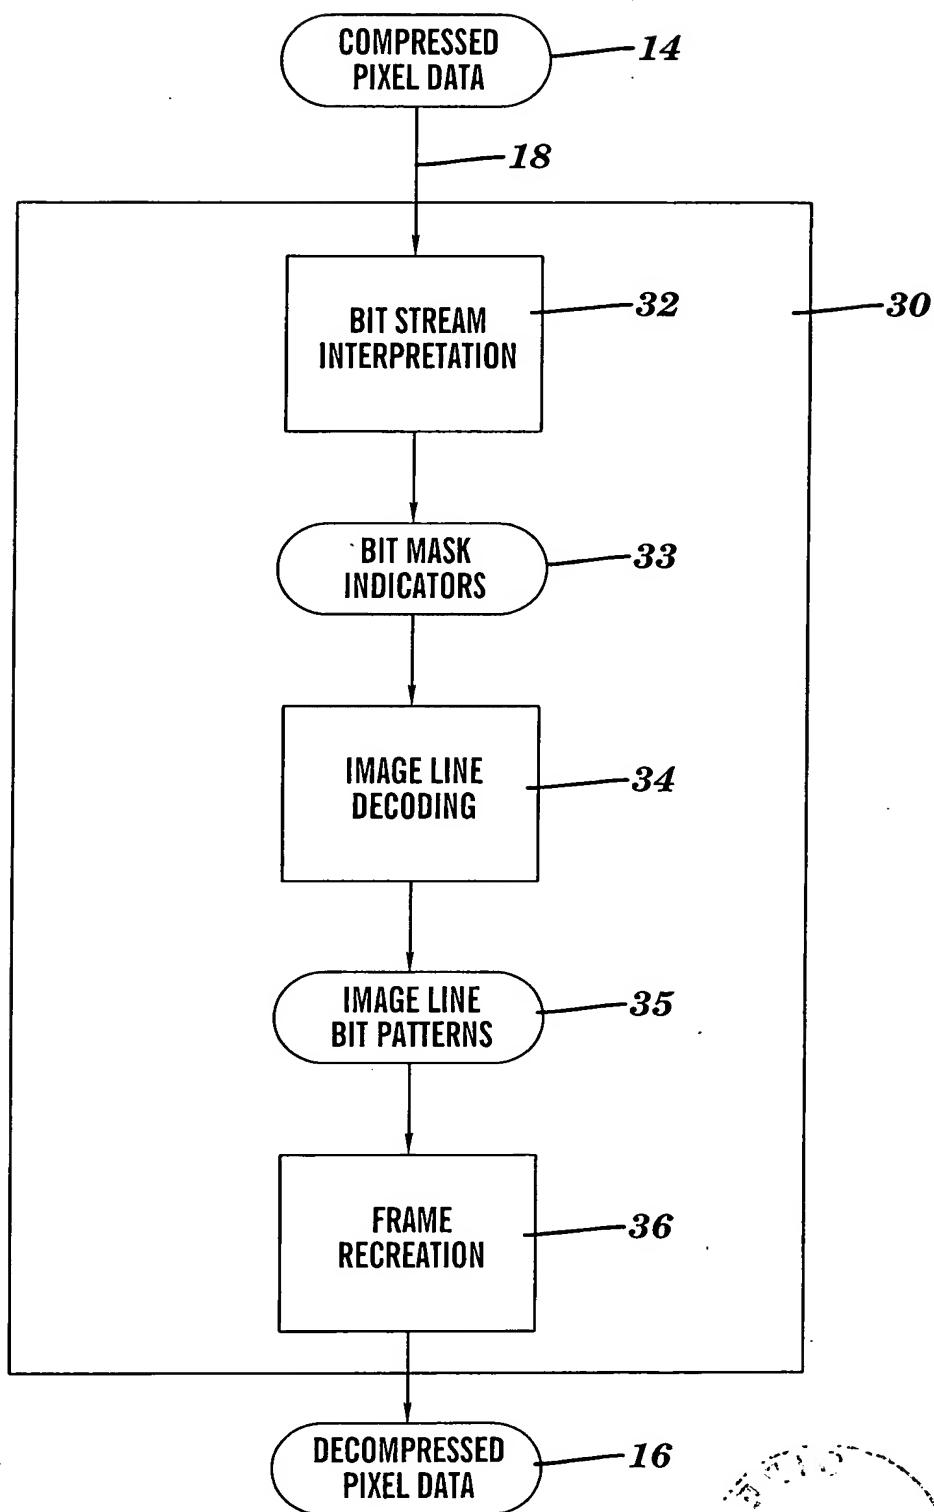 COMPRESSED
PIXEL DATA
14
18
BIT STREAM
INTERPRETATION
32
30
BIT MASK
INDICATORS
33
IMAGE LINE
DECODING
34
IMAGE LINE
BIT PATTERNS
35
FRAME
RECREATION
36
DECOMPRESSED
PIXEL DATA
16